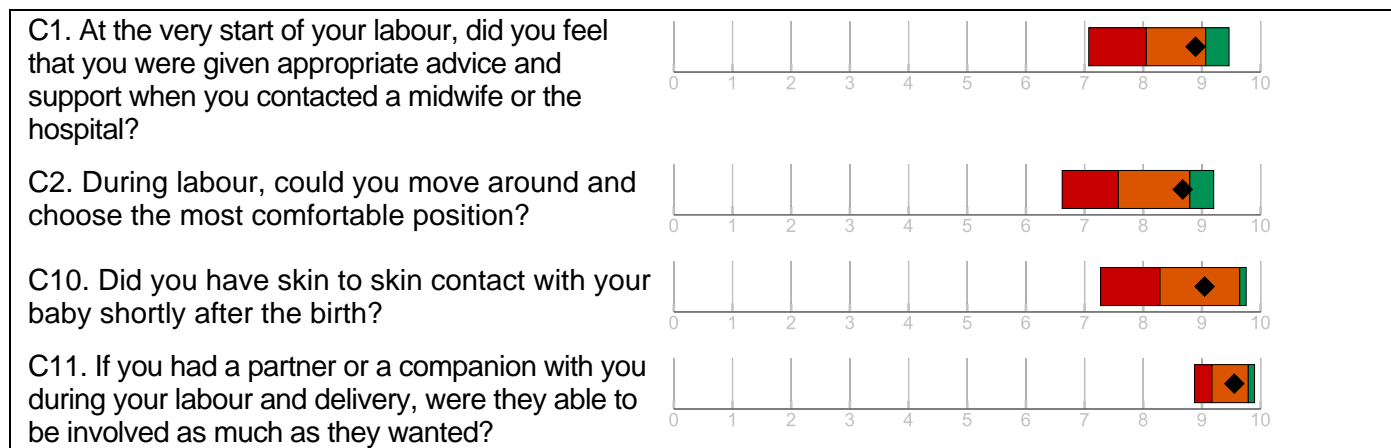 C1. At the very start of your labour, did you feel
that you were given appropriate advice and
support when you contacted a midwife or the
hospital?
0 1 2 3 4 5 6 7 8 9 10
C2. During labour, could you move around and
choose the most comfortable position?
0 1 2 3 4 5 6 7 8 9 10
C10. Did you have skin to skin contact with your
baby shortly after the birth?
0 1 2 3 4 5 6 7 8 9 10
C11. If you had a partner or a companion with you
during your labour and delivery, were they able to
be involved as much as they wanted?
0 1 2 3 4 5 6 7 8 9 10